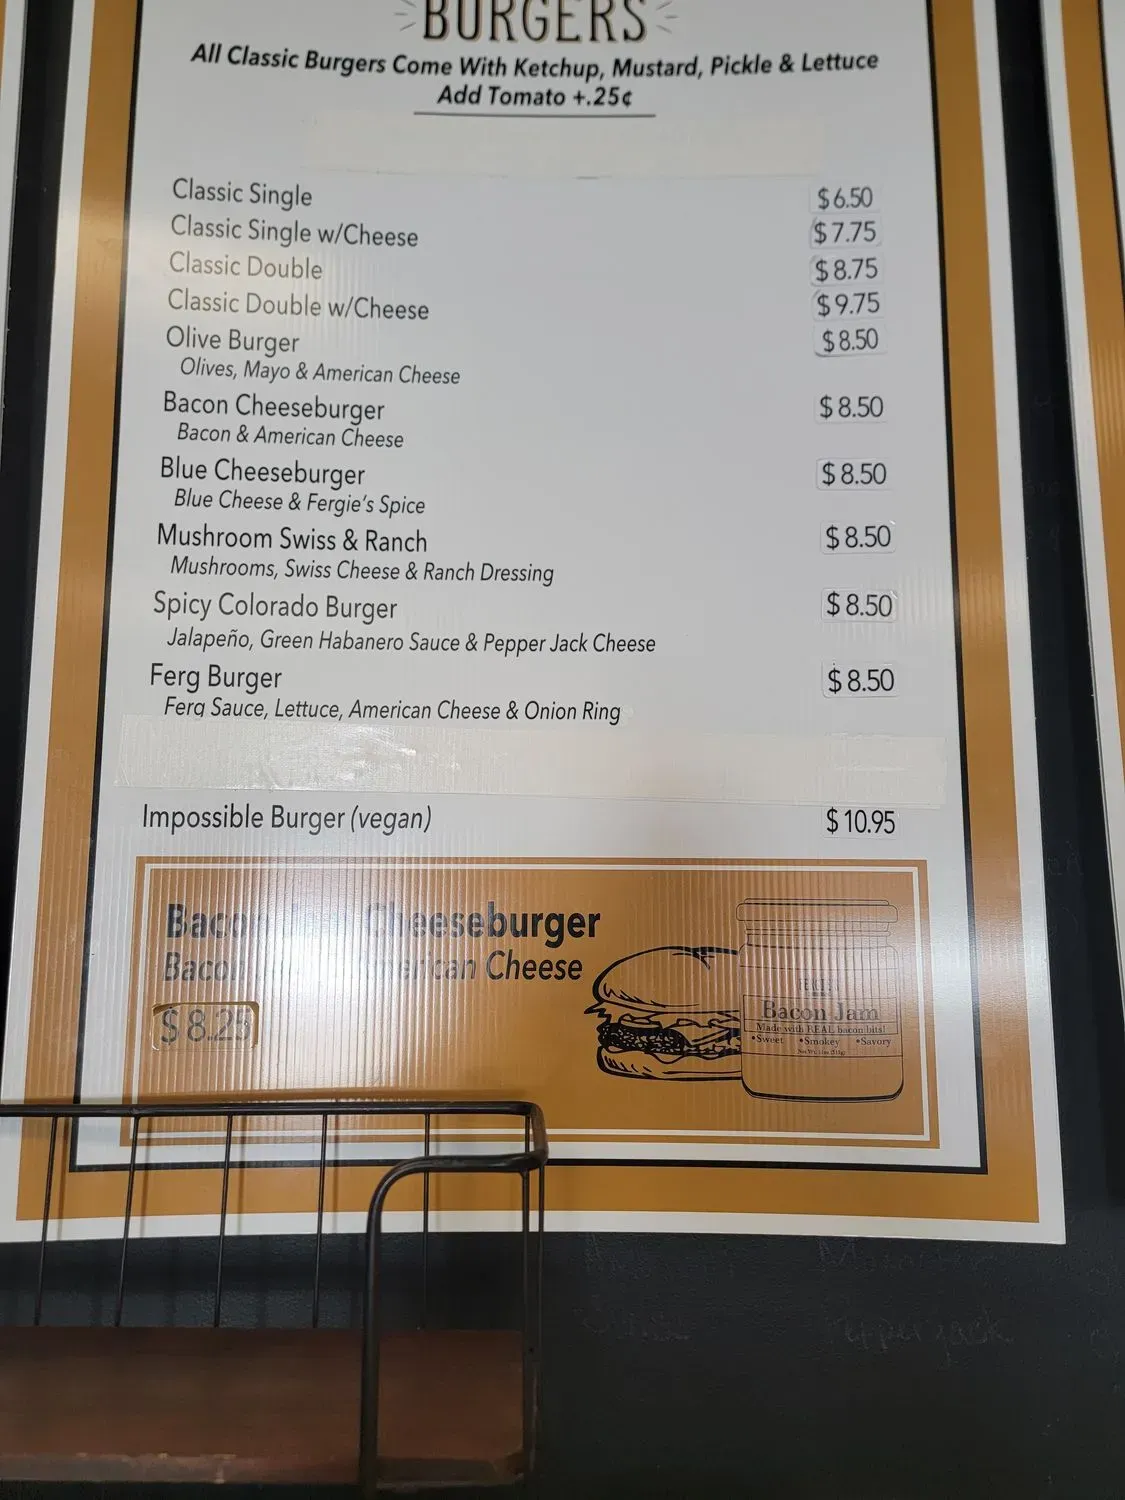 BURGERS
All Classic Burgers Come With Ketchup, Mustard, Pickle & Lettuce
Add Tomato +.25¢
Classic Single $6.50
Classic Single w/Cheese $7.75
Classic Double $8.75
Classic Double w/Cheese $9.75
Olive Burger $8.50
Olives, Mayo & American Cheese
Bacon Cheeseburger $8.50
Bacon & American Cheese
Blue Cheeseburger $8.50
Blue Cheese & Fergie's Spice
Mushroom Swiss & Ranch $8.50
Mushrooms, Swiss Cheese & Ranch Dressing
Spicy Colorado Burger $8.50
Jalapeño, Green Habanero Sauce & Pepper Jack Cheese
Ferg Burger $8.50
Ferg Sauce, Lettuce, American Cheese & Onion Ring
Impossible Burger (vegan) $10.95
Bacon Jam Cheeseburger
Bacon American Cheese
$8.25
Bacon Jam
Made with REAL bacon bits!
•Sweet •Smokey •Savory